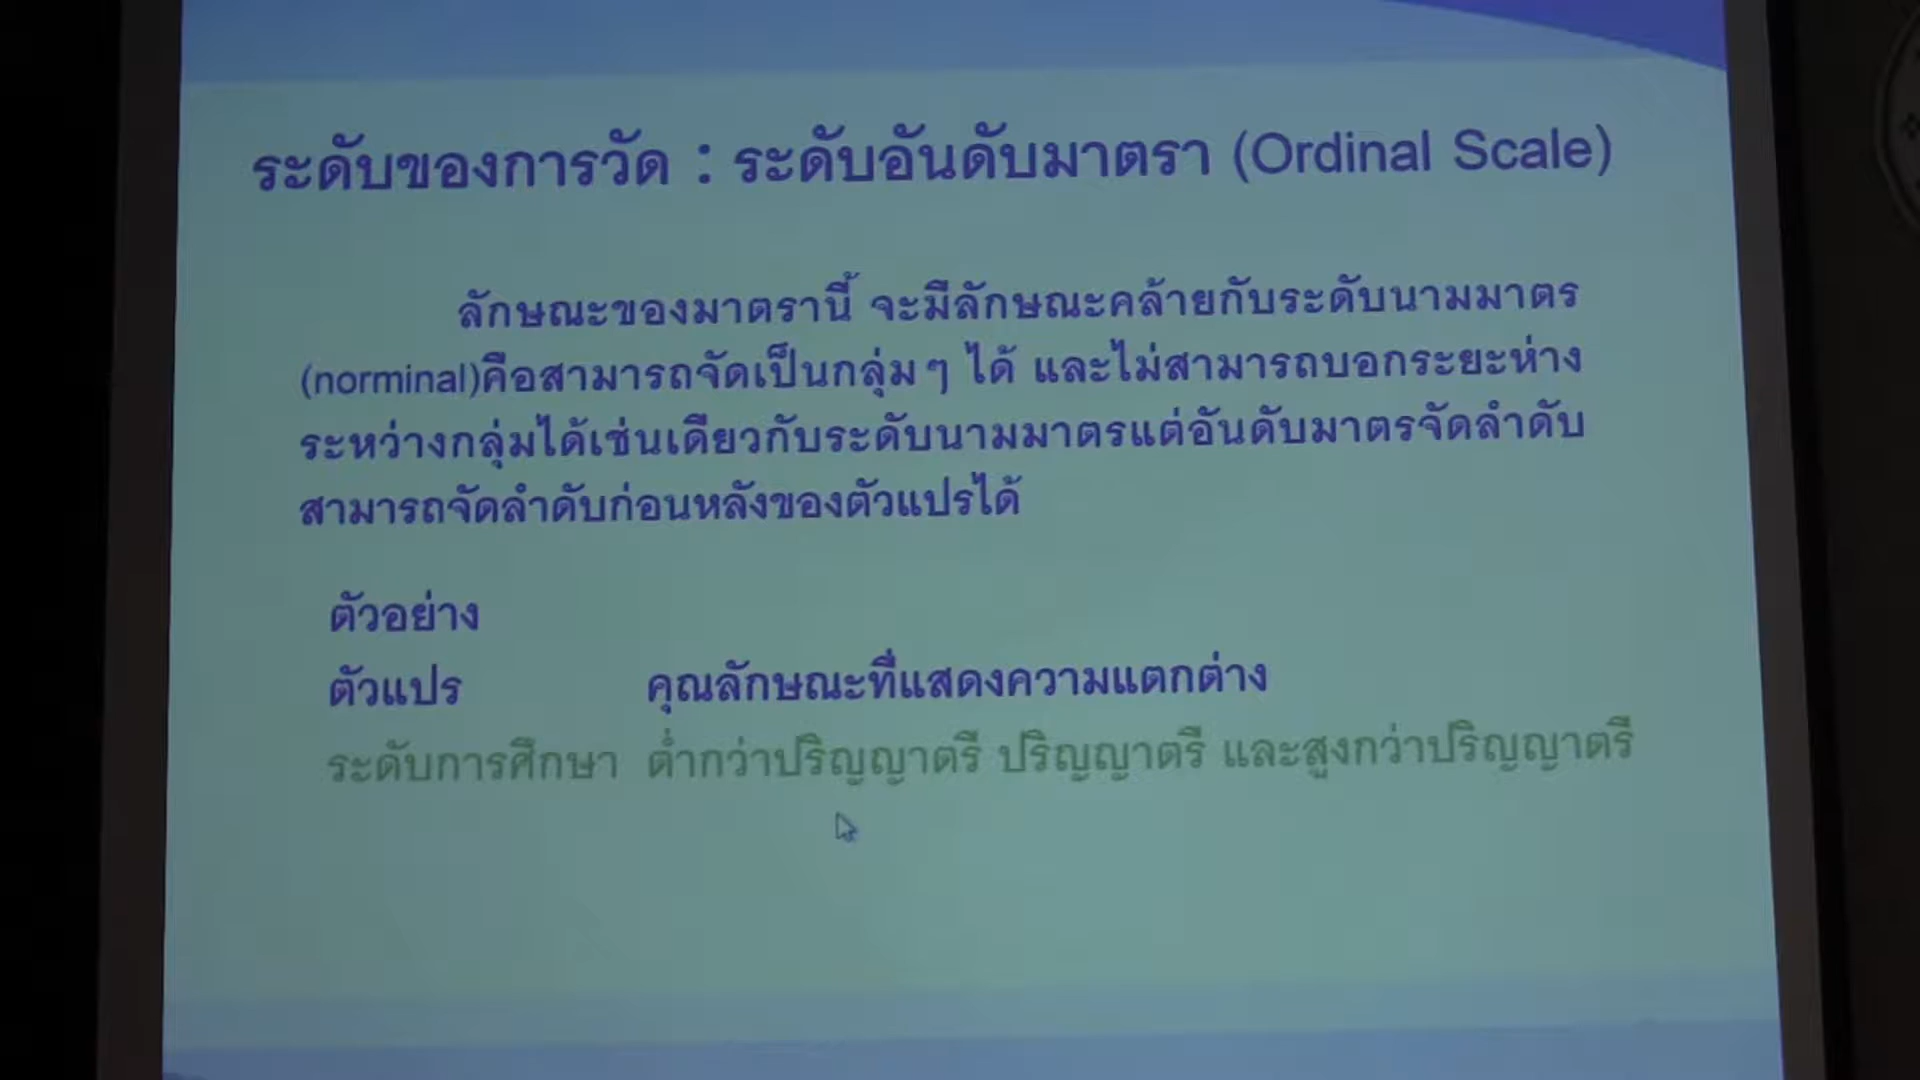 ระดับของการวัด : ระดับอันดับมาตรา (Ordinal Scale)
ลักษณะของมาตรานี้ จะมีลักษณะคล้ายกับระดับนามมาตร
(norminal)คือสามารถจัดเป็นกลุ่มๆ ได้ และไม่สามารถบอกระยะห่าง
ระหว่างกลุ่มได้เช่นเดียวกับระดับนามมาตรแต่อันดับมาตรจัดลำดับ
สามารถจัดลำดับก่อนหลังของตัวแปรได้
ตัวอย่าง
ตัวแปร คุณลักษณะที่แสดงความแตกต่าง
ระดับการศึกษา ต่ำกว่าปริญญาตรี ปริญญาตรี และสูงกว่าปริญญาตรี